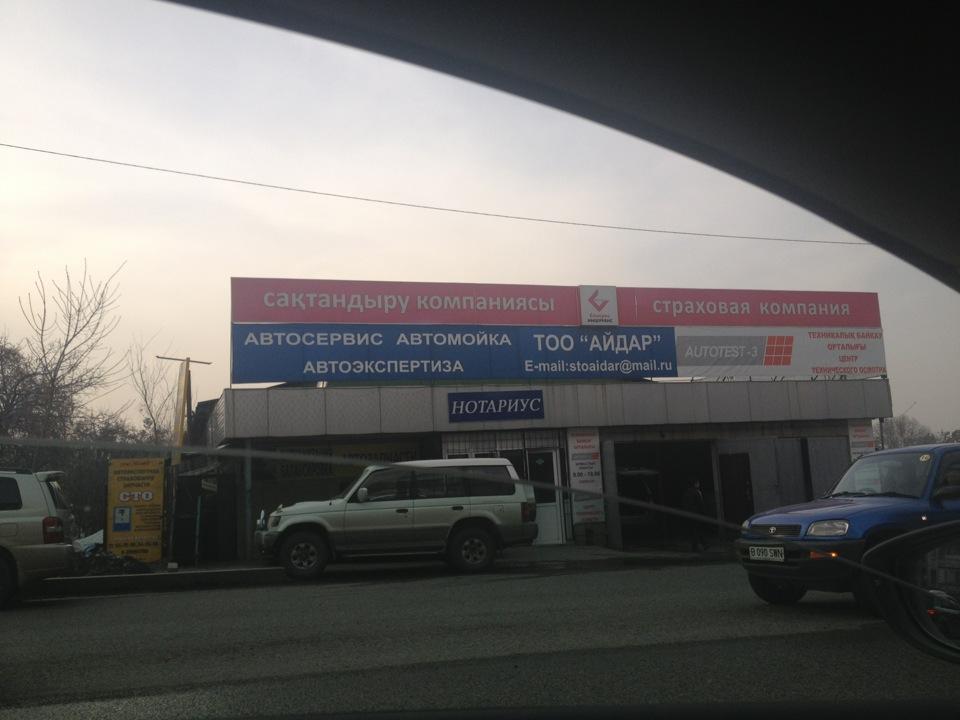 сақтандыру компаниясы
страховая компания
АВТОСЕРВИС АВТОМОЙКА
АВТОЭКСПЕРТИЗА
ТОО "АЙДАР"
E-mail:stoaidar@mail.ru
AUTOTEST-3
ТЕХНИКАЛЫҚ БАЙҚАУ
ОРТАЛЫҒЫ
ЦЕНТР
ТЕХНИЧЕСКОГО ОСМОТРА
НОТАРИУС
АВТОЗАПЧАСТИ
СТО
B 090 SWN